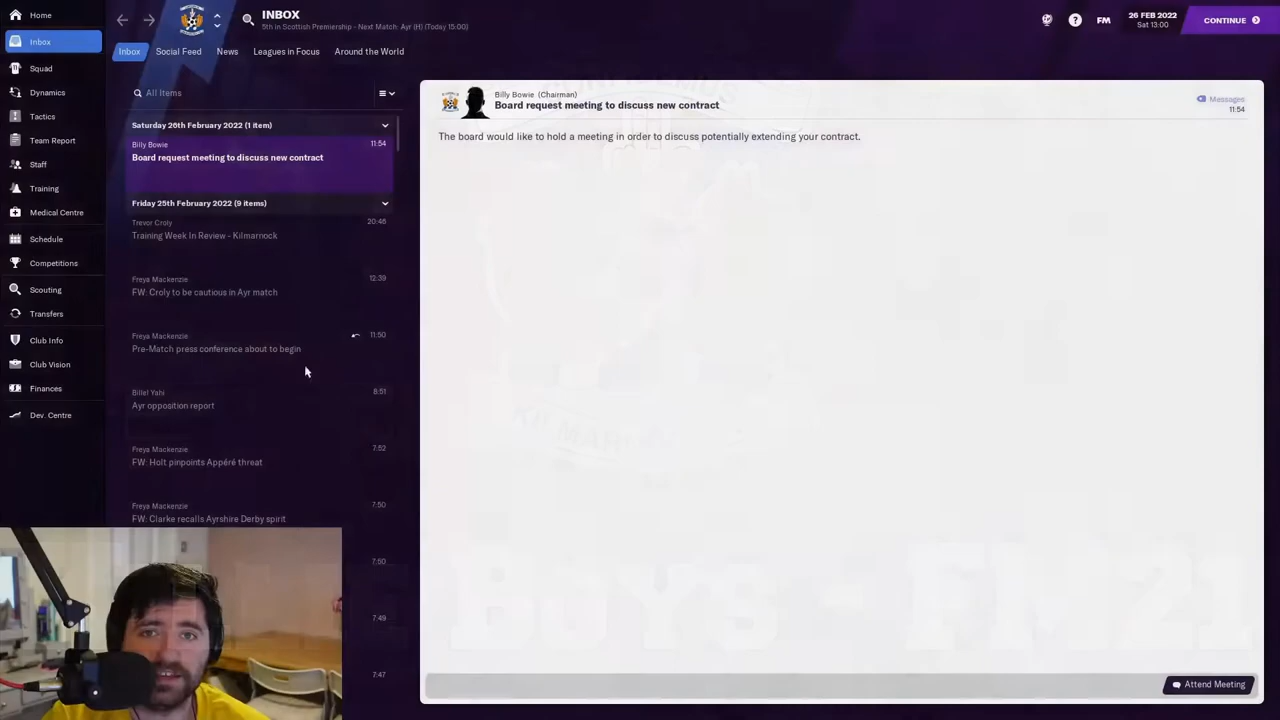 Home
Inbox
Squad
Dynamics
Tactics
Team Report
Staff
Training
Medical Centre
Schedule
Competitions
Scouting
Transfers
Club Info
Club Vision
Finances
Dev. Centre
INBOX
5th in Scottish Premiership - Next Match: Ayr (H) (Today 15:00)
FM
26 FEB 2022
Sat 13:00
CONTINUE
Inbox
Social Feed
News
Leagues in Focus
Around the World
All Items
Saturday 26th February 2022 (1 item)
Billy Bowie
11:54
Board request meeting to discuss new contract
Friday 25th February 2022 (9 items)
Trevor Croly
20:46
Training Week In Review - Kilmarnock
Freya Mackenzie
12:39
FW: Croly to be cautious in Ayr match
Freya Mackenzie
11:50
Pre-Match press conference about to begin
Billel Yahi
8:51
Ayr opposition report
Freya Mackenzie
7:52
FW: Holt pinpoints Appéré threat
Freya Mackenzie
7:50
FW: Clarke recalls Ayrshire Derby spirit
7:50
7:49
7:47
Billy Bowie (Chairman)
Board request meeting to discuss new contract
Messages
11:54
The board would like to hold a meeting in order to discuss potentially extending your contract.
BOYS - FM 21
Attend Meeting